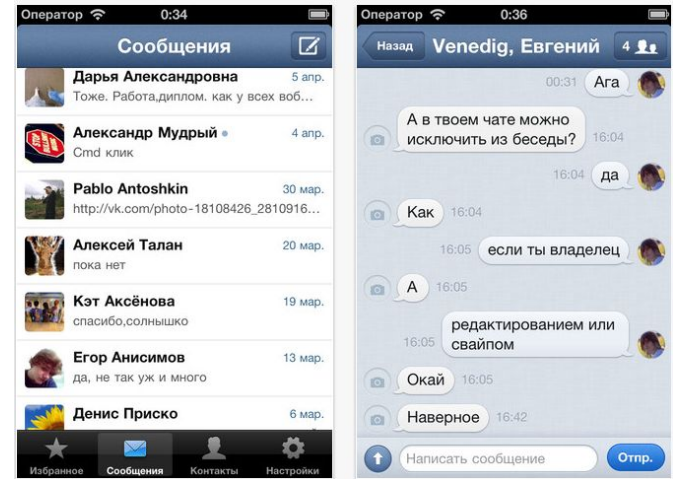 Оператор 0:34
Сообщения
Дарья Александровна 5 апр.
Тоже. Работа,диплом. как у всех воб...
Александр Мудрый 4 апр.
Cmd клик
Pablo Antoshkin 30 мар.
http://vk.com/photo-18108426_2810916...
Алексей Талан 20 мар.
пока нет
Кэт Аксёнова 19 мар.
спасибо,солнышко
Егор Анисимов 13 мар.
да, не так уж и много
Денис Приско 6 мар.
Избранное Сообщения Контакты Настройки
Оператор 0:36
Назад Venedig, Евгений 4
00:31 Ага
А в твоем чате можно
исключить из беседы? 16:04
16:04 да
Как 16:04
16:05 если ты владелец
А 16:05
редактированием или
16:05 свайпом
Окай 16:05
Наверное 16:42
Написать сообщение Отпр.